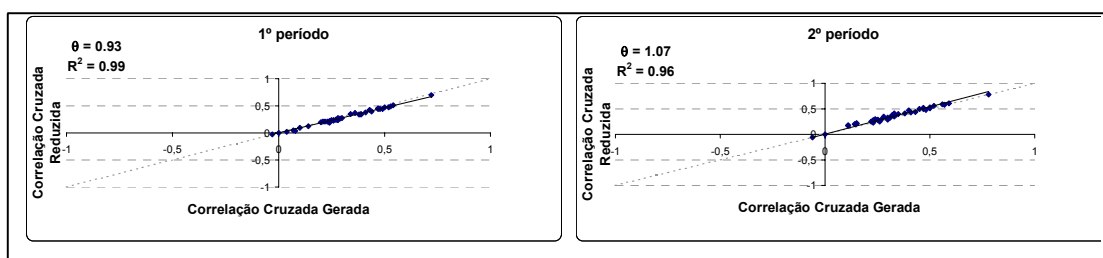 1º período
θ = 0.93
R² = 0.99
Correlação Cruzada
Reduzida
1
0,5
0
-0,5
-1
-1
-0,5
0
0,5
1
Correlação Cruzada Gerada
2º período
θ = 1.07
R² = 0.96
Correlação Cruzada
Reduzida
1
0,5
0
-0,5
-1
-1
-0,5
0
0,5
1
Correlação Cruzada Gerada